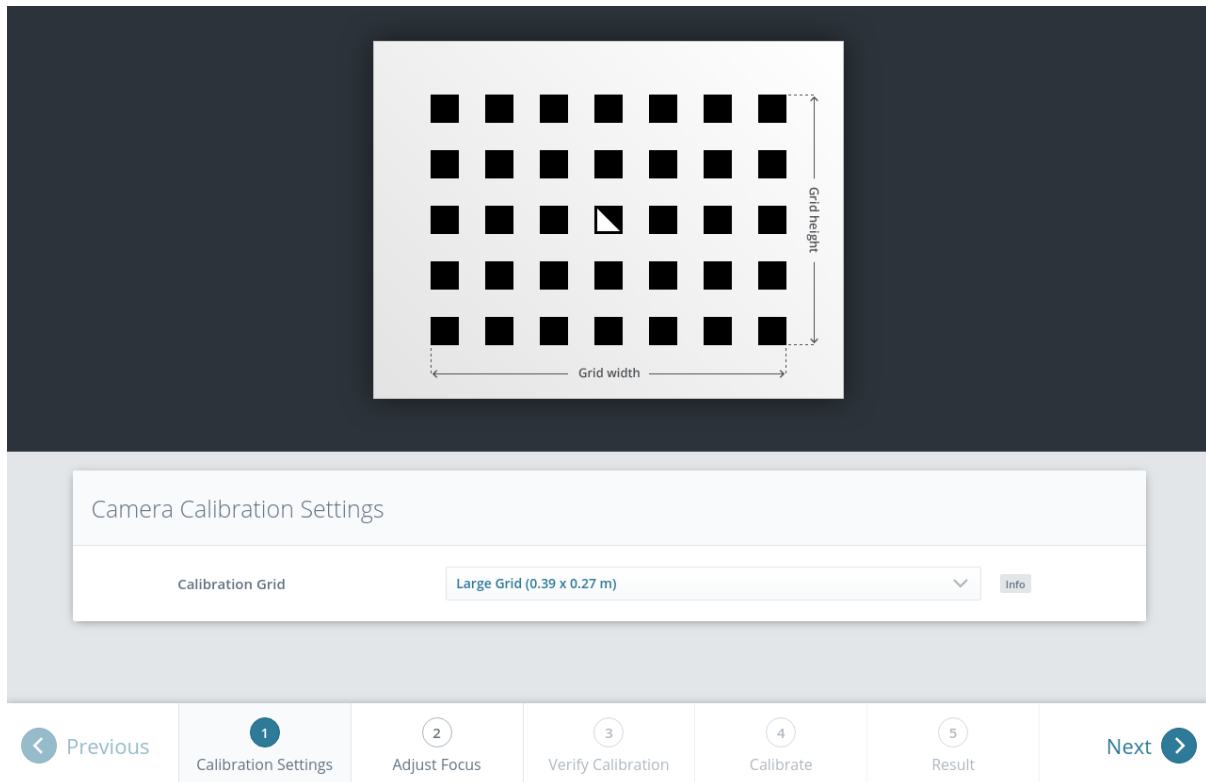 Grid height
Grid width
Camera Calibration Settings
Calibration Grid
Large Grid (0.39 x 0.27 m)
Info
Previous
1
Calibration Settings
2
Adjust Focus
3
Verify Calibration
4
Calibrate
5
Result
Next